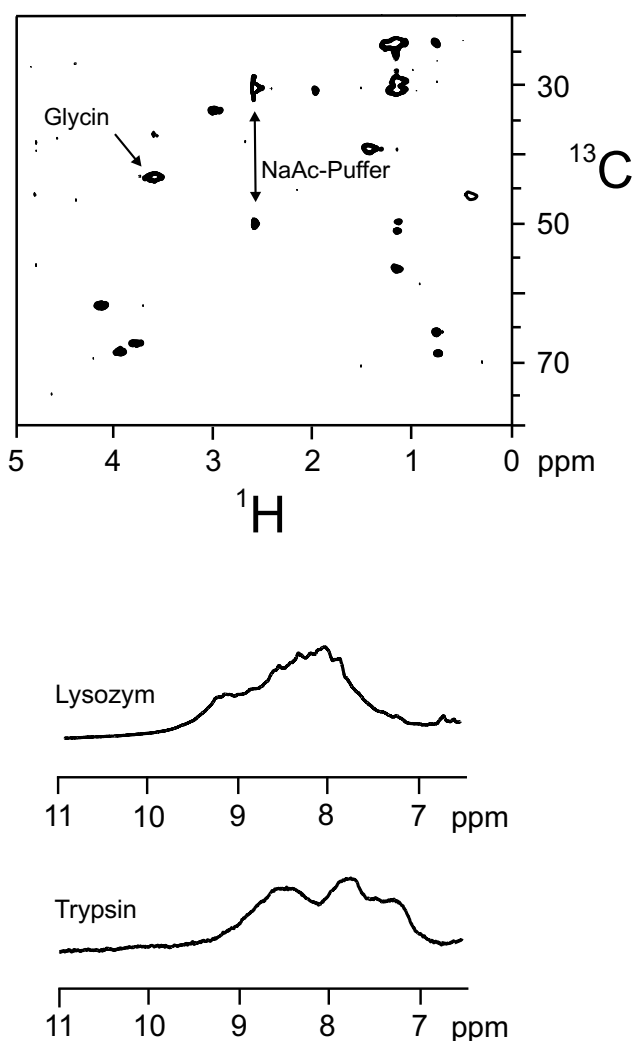 30
Glycin
¹³C
NaAc-Puffer
50
70
5 4 3 2 1 0 ppm
¹H
Lysozym
11 10 9 8 7 ppm
Trypsin
11 10 9 8 7 ppm